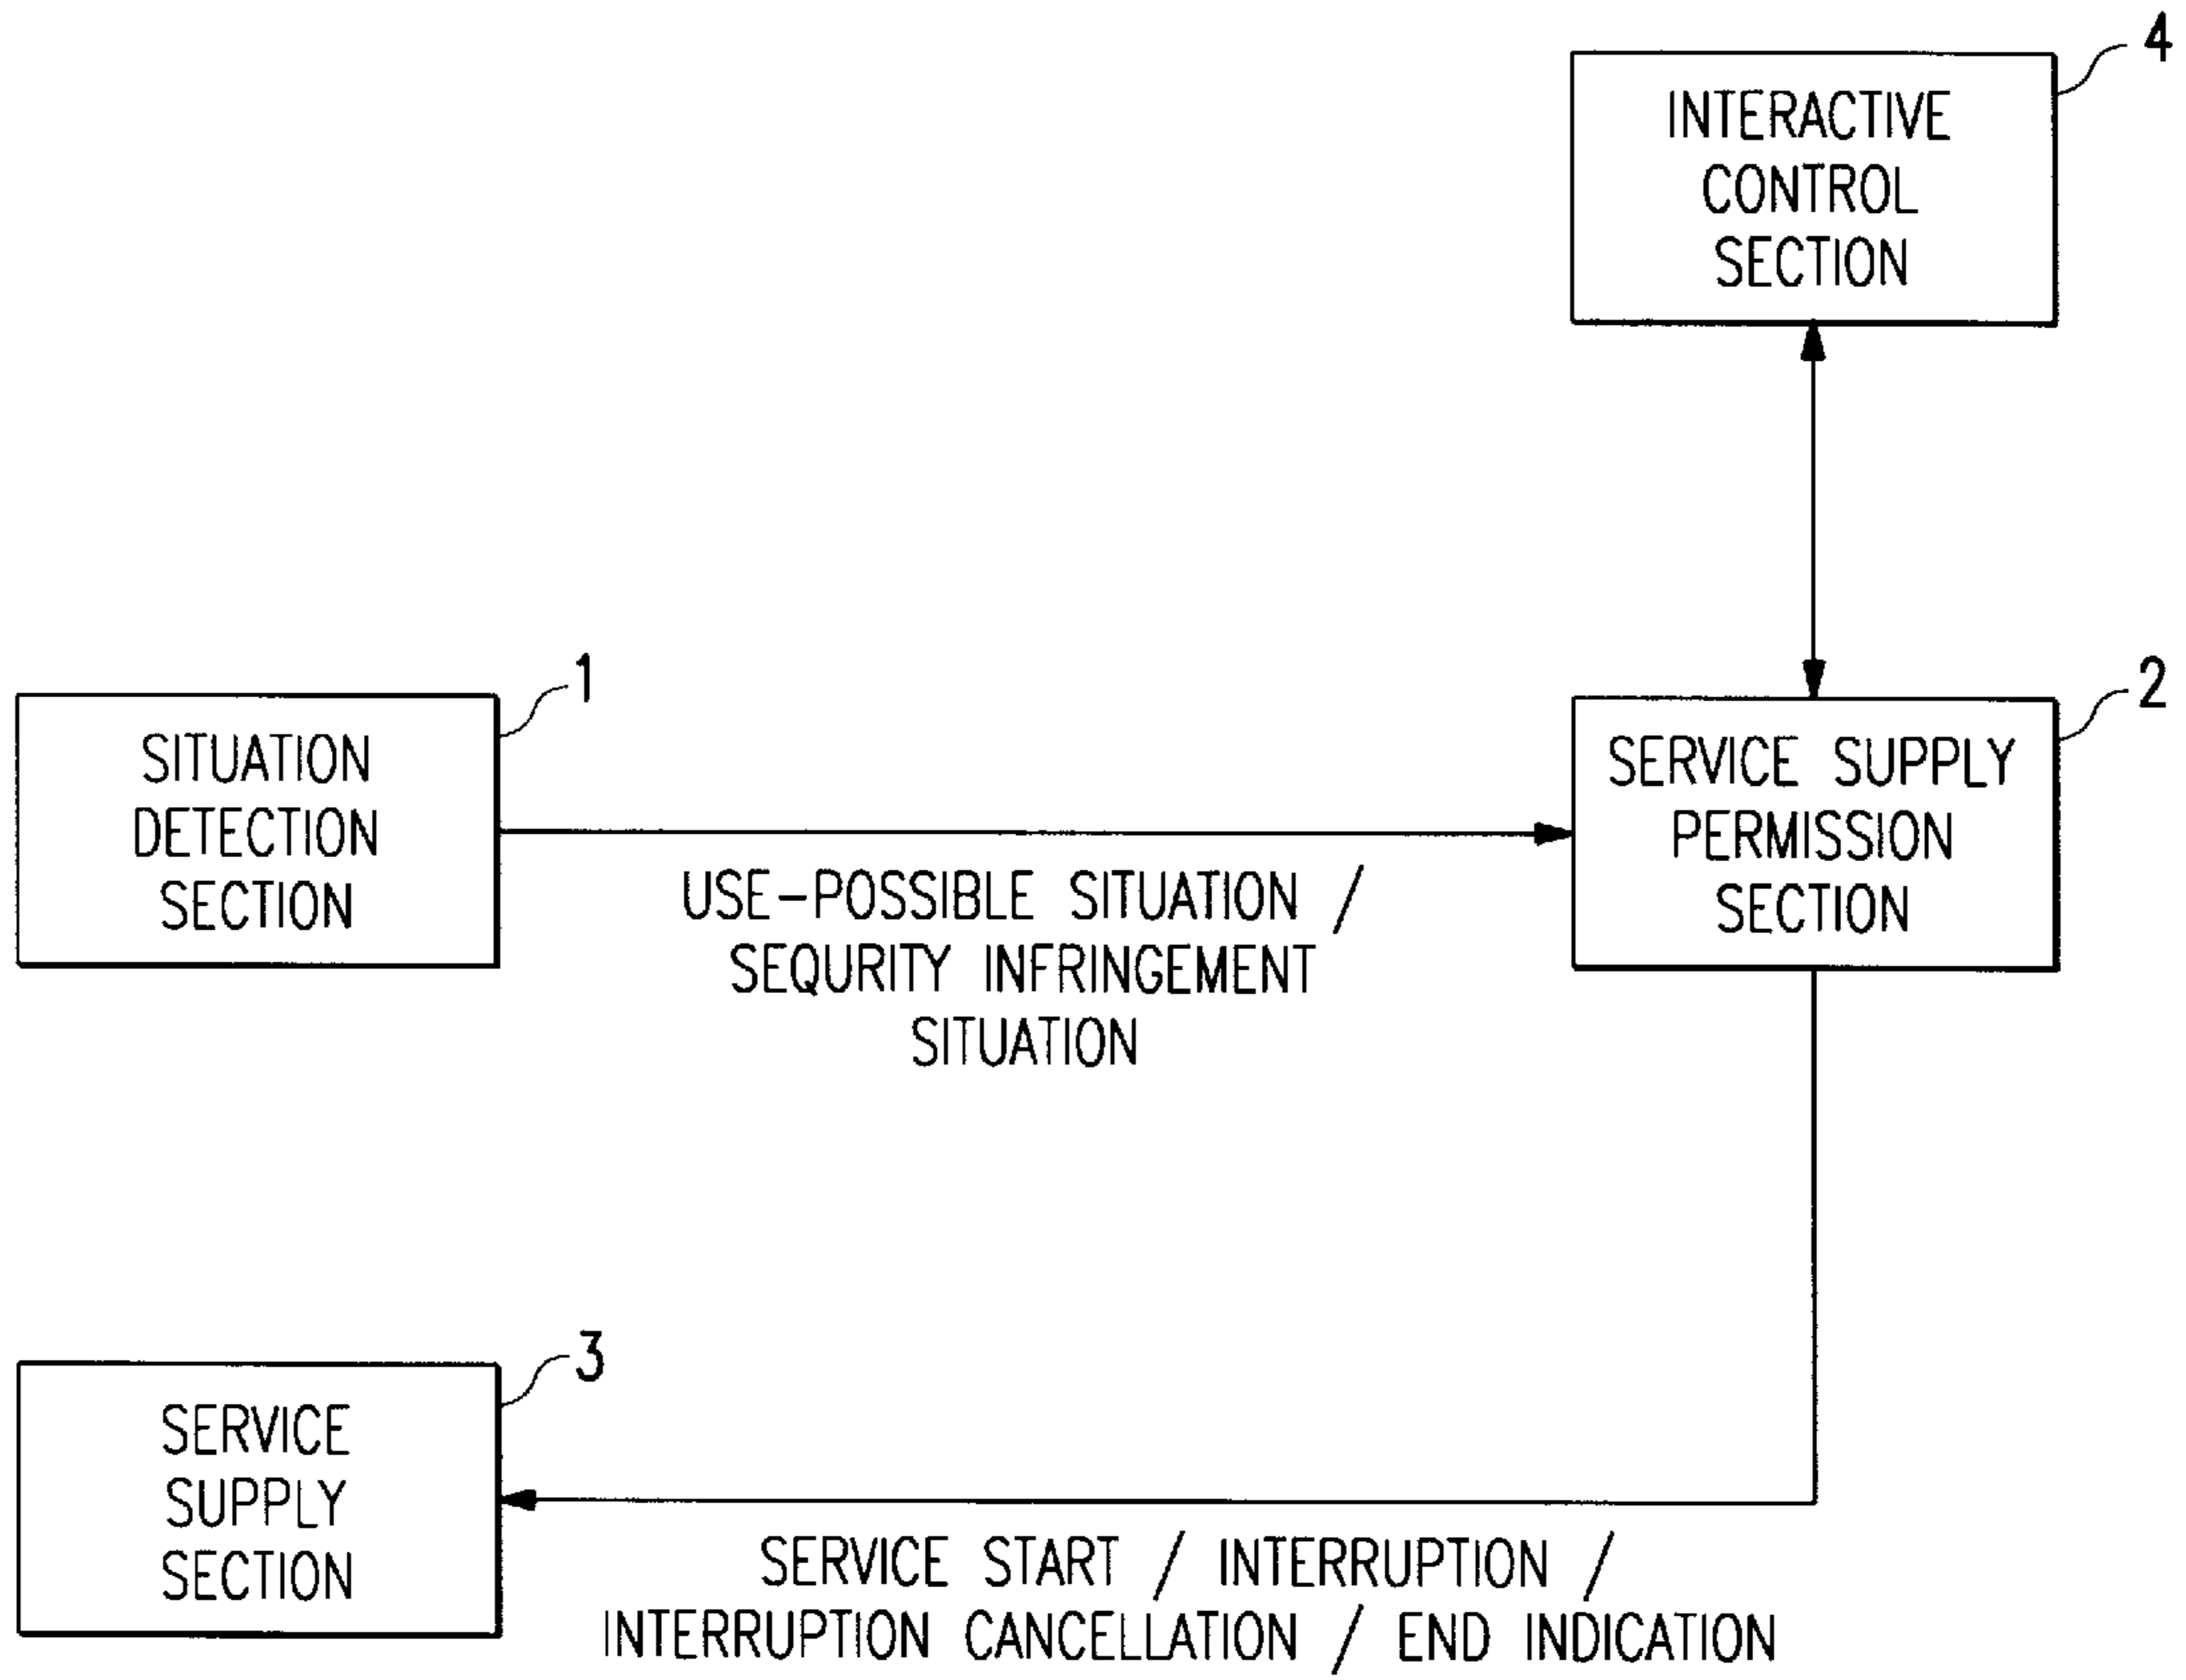 4
INTERACTIVE
CONTROL
SECTION
1
SITUATION
DETECTION
SECTION
2
SERVICE SUPPLY
PERMISSION
SECTION
USE-POSSIBLE SITUATION /
SEQURITY INFRINGEMENT
SITUATION
3
SERVICE
SUPPLY
SECTION
SERVICE START / INTERRUPTION /
INTERRUPTION CANCELLATION / END INDICATION